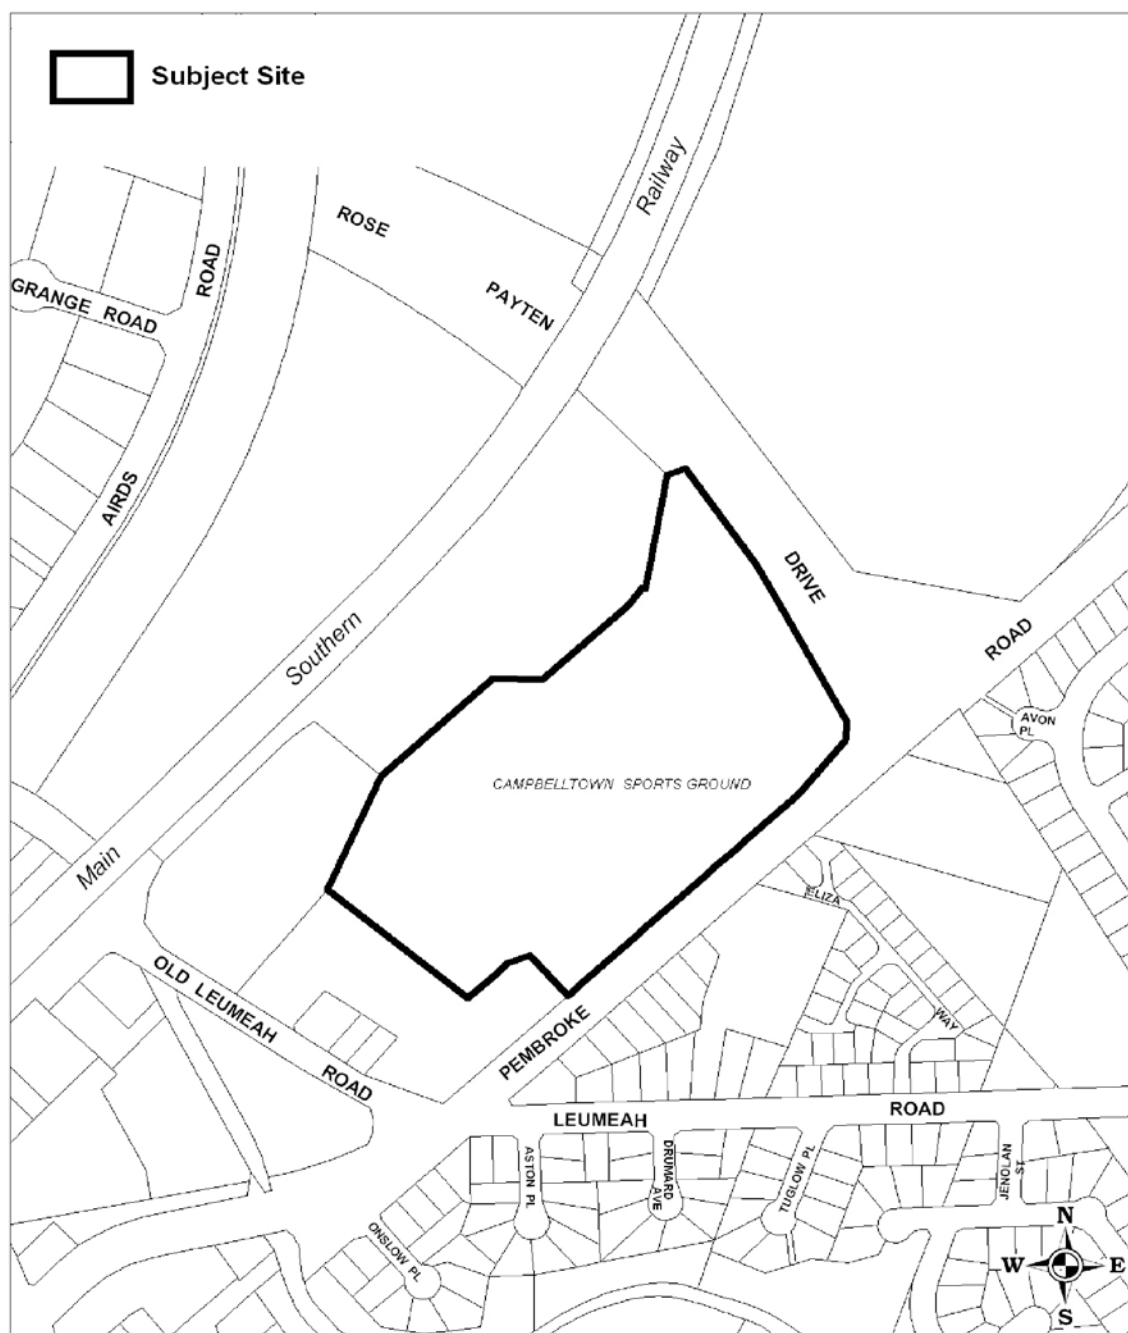 Subject Site
Railway
ROSE
PAYTEN
ROAD
GRANGE ROAD
AIRDS
DRIVE
Southern
ROAD
AVON
PL
CAMPBELLTOWN SPORTS GROUND
Main
ELIZA
OLD LEUMEAH
ROAD
WAY
PEMBROKE
LEUMEAH
ROAD
ASTON PL
DRUMARD
AVE
TUGLOW PL
JENOLAN
ST
ONSLOW PL
N
W
E
S